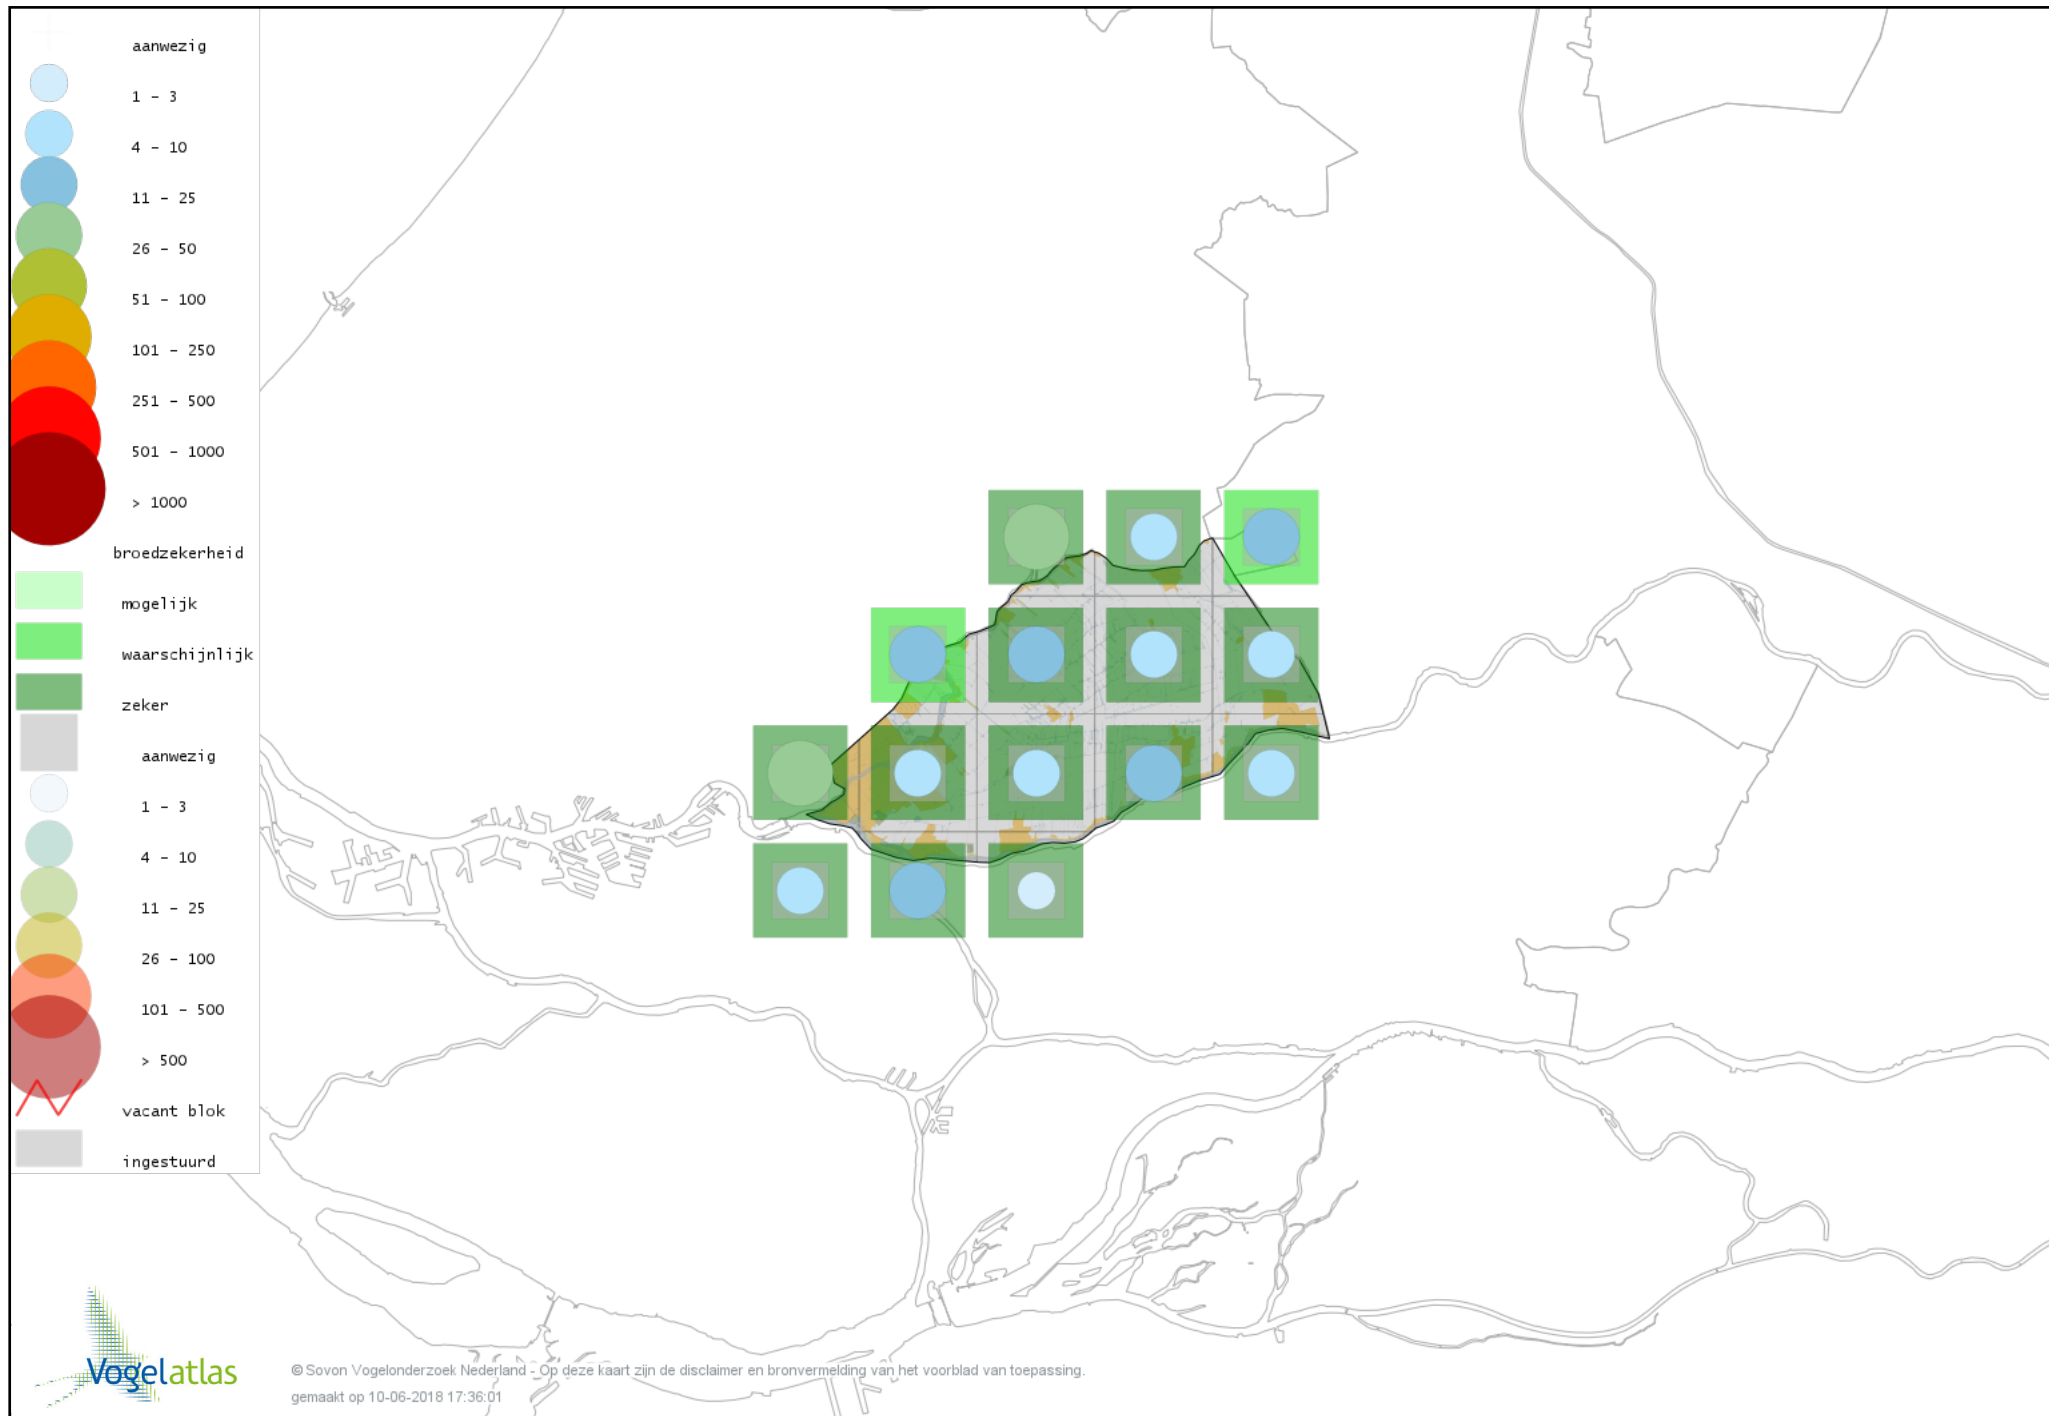 aanwezig
1 - 3
4 - 10
11 - 25
26 - 50
51 - 100
101 - 250
251 - 500
501 - 1000
> 1000
broedzekerheid
mogelijk
waarschijnlijk
zeker
aanwezig
1 - 3
4 - 10
11 - 25
26 - 100
101 - 500
> 500
vacant blok
ingestuurd
Vogelatlas
© Sovon Vogelonderzoek Nederland - Op deze kaart zijn de disclaimer en bronvermelding van het voorblad van toepassing.
gemaakt op 10-06-2018 17:36:01